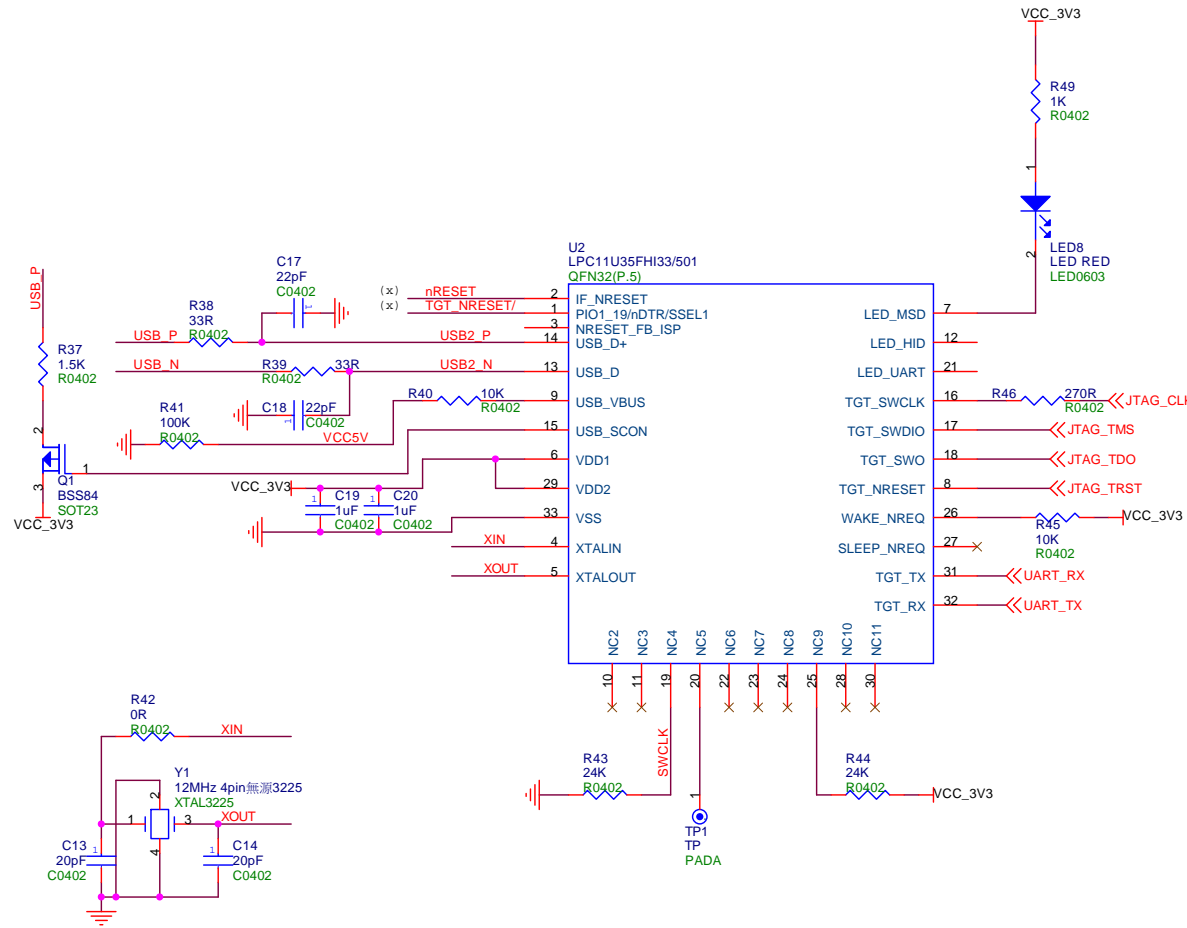 VCC_3V3
R49
1K
R0402
1
LED8
LED RED
LED0603
2
U2
LPC11U35FHI33/501
QFN32(P.5)
C17
22pF
C0402
1
(x) nRESET 2 IF_NRESET
(x) TGT_NRESET/ 1 PIO1_19/nDTR/SSEL1
3 NRESET_FB_ISP
R38
33R
R0402
USB_P USB2_P 14 USB_D+
R39 33R
R0402
USB_N USB2_N 13 USB_D
C18 22pF
C0402
1
R40 10K
R0402
9 USB_VBUS
R41
100K
R0402
VCC5V
15 USB_SCON
6 VDD1
29 VDD2
33 VSS
XIN 4 XTALIN
XOUT 5 XTALOUT
USB_P
R37
1.5K
R0402
2
1
Q1
BSS84
SOT23
3
VCC_3V3
VCC_3V3
C19
1uF
C0402
1
C20
1uF
C0402
1
LED_MSD 7
LED_HID 12
LED_UART 21
TGT_SWCLK 16 R46 270R
R0402
JTAG_CL
TGT_SWDIO 17 JTAG_TMS
TGT_SWO 18 JTAG_TDO
TGT_NRESET 8 JTAG_TRST
WAKE_NREQ 26 VCC_3V3
R45
10K
R0402
SLEEP_NREQ 27
TGT_TX 31 UART_RX
TGT_RX 32 UART_TX
NC2 NC3 NC4 NC5 NC6 NC7 NC8 NC9 NC10 NC11
10 11 19 20 22 23 24 25 28 30
SWCLK
R43
24K
R0402
1
TP1
TP
PADA
R44
24K
R0402
VCC_3V3
R42
0R
R0402
XIN
Y1
12MHz 4pin無源3225
XTAL3225
2
1 3
4
XOUT
C13
20pF
C0402
1
C14
20pF
C0402
1